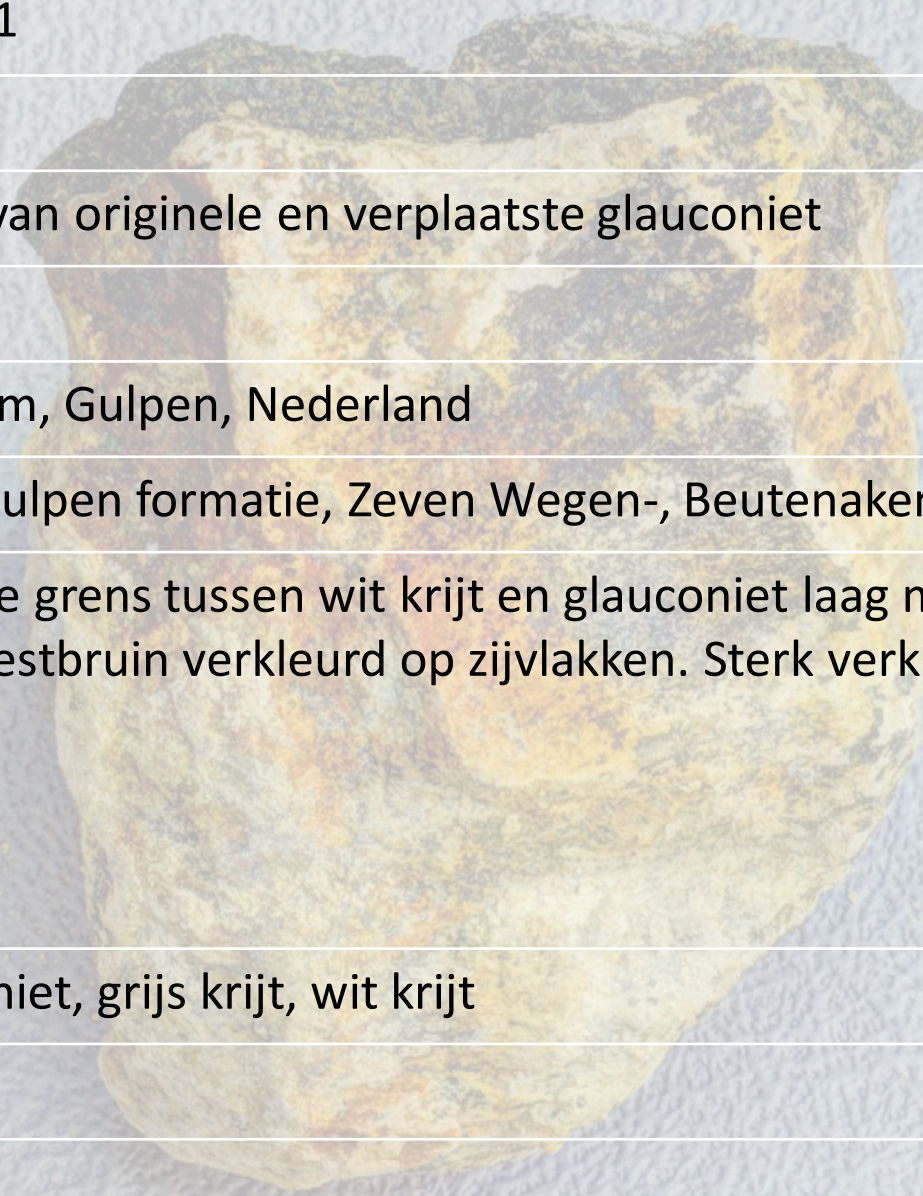 1
van originele en verplaatste glauconiet
m, Gulpen, Nederland
ulpen formatie, Zeven Wegen-, Beutenaken
e grens tussen wit krijt en glauconiet laag
estbruin verkleurd op zijvlakken. Sterk verk
niet, grijs krijt, wit krijt